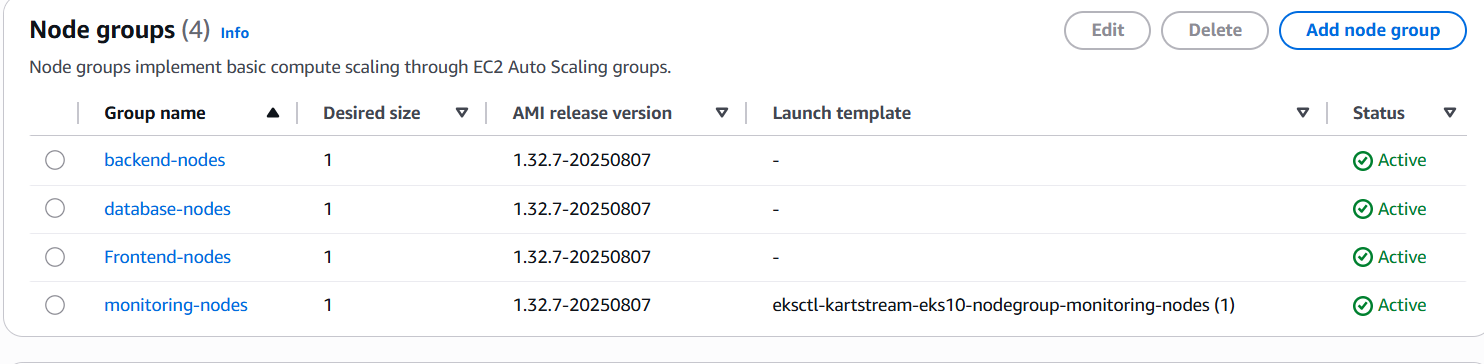 Node groups (4) Info Edit Delete Add node group
Node groups implement basic compute scaling through EC2 Auto Scaling groups.
Group name Desired size AMI release version Launch template Status
backend-nodes 1 1.32.7-20250807 - Active
database-nodes 1 1.32.7-20250807 - Active
Frontend-nodes 1 1.32.7-20250807 - Active
monitoring-nodes 1 1.32.7-20250807 eksctl-kartstream-eks10-nodegroup-monitoring-nodes (1) Active